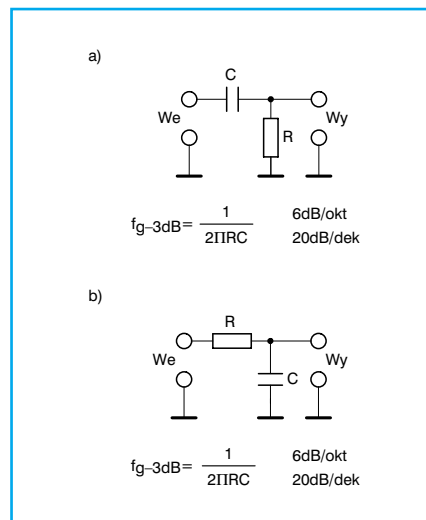 a)
C
We
Wy
R
fg–3dB= 1/2ΠRC 6dB/okt
20dB/dek
b)
R
We
Wy
C
fg–3dB= 1/2ΠRC 6dB/okt
20dB/dek